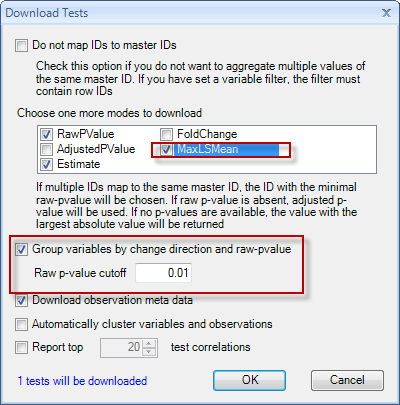 Download Tests
Do not map IDs to master IDs
Check this option if you do not want to aggregate multiple values of
the same master ID. If you have set a variable filter, the filter must
contain row IDs
Choose one more modes to download
RawPValue FoldChange
AdjustedPValue MaxLSMean
Estimate
If multiple IDs map to the same master ID, the ID with the minimal
raw-pvalue will be chosen. If raw p-value is absent, adjusted p-
value will be used. If no p-values are available, the value with the
largest absolute value will be returned
Group variables by change direction and raw-pvalue
Raw p-value cutoff 0.01
Download observation meta data
Automatically cluster variables and observations
Report top 20 test correlations
1 tests will be downloaded OK Cancel